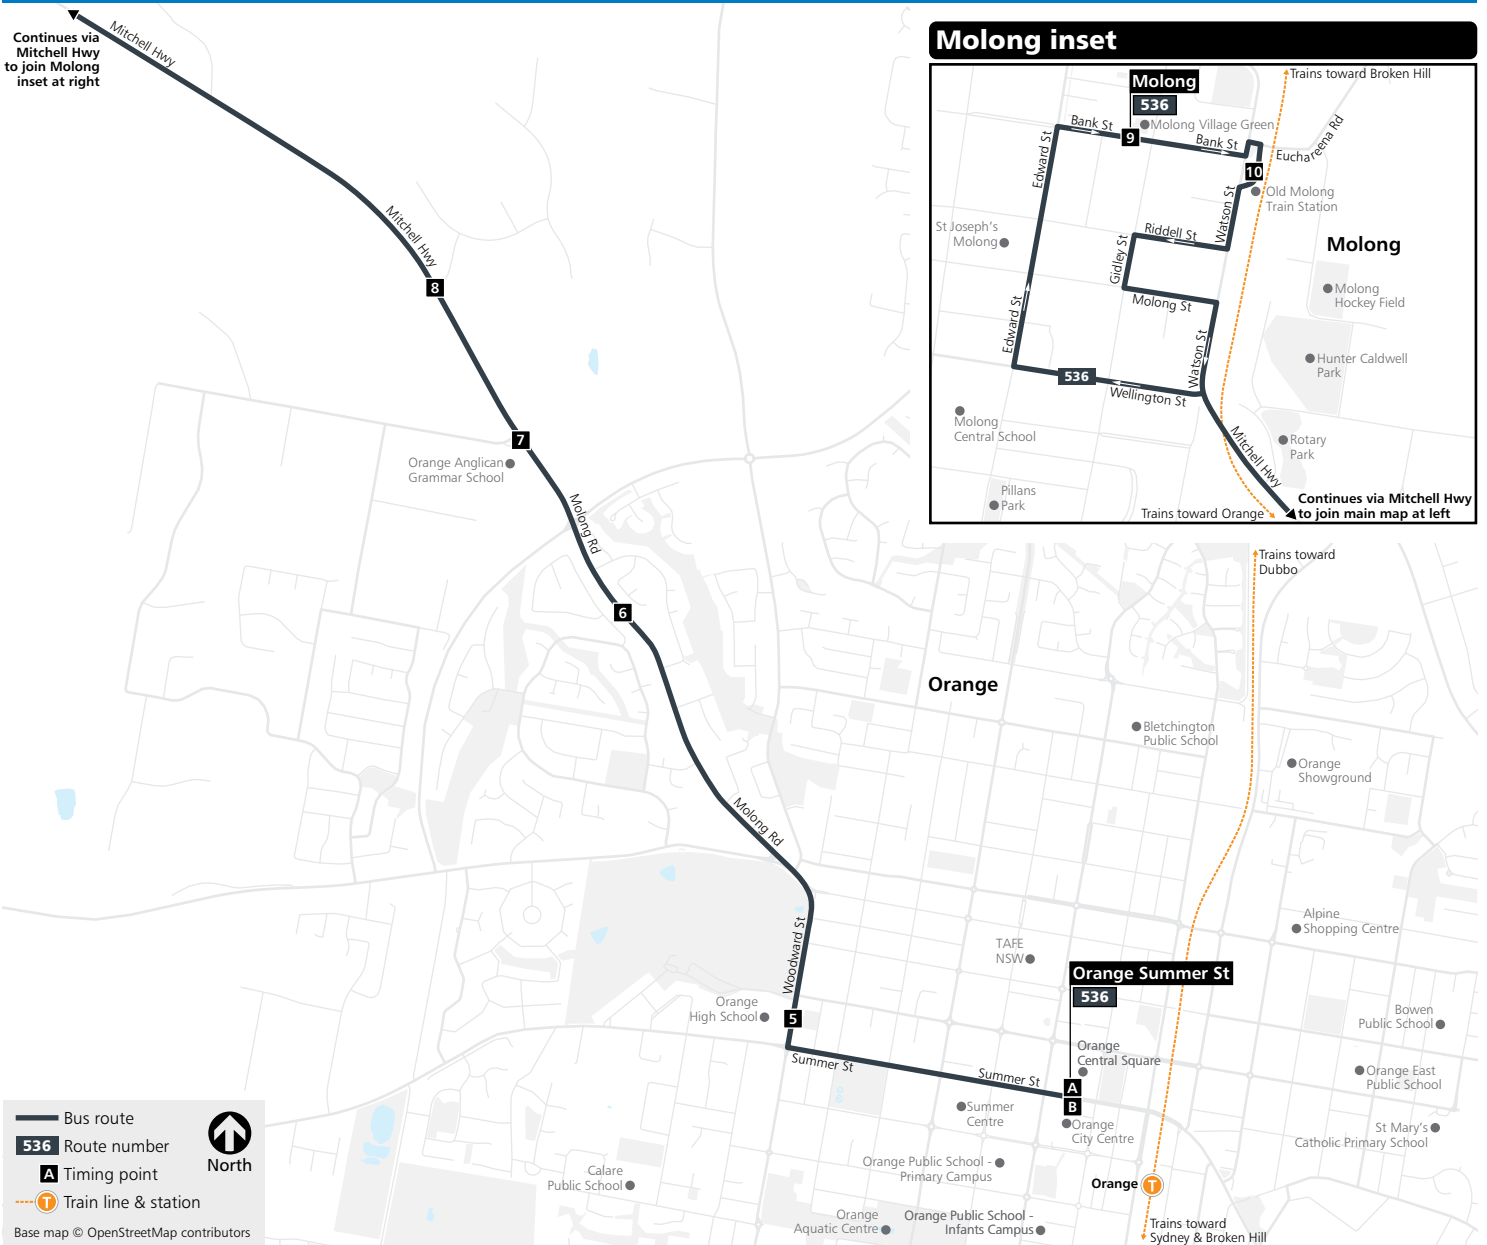 Continues via
Mitchell Hwy
to join Molong
inset at right
Mitchell Hwy
Mitchell Hwy
8
7
Orange Anglican
Grammar School
Molong Rd
6
Molong Rd
Woodward St
Orange
High School
5
Summer St
Summer St
Molong inset
Molong
536
Trains toward Broken Hill
Bank St
Molong Village Green
9
Bank St
Euchareena Rd
10
Edward St
Old Molong
Train Station
Watson St
St Joseph's
Molong
Riddell St
Gidley St
Molong
Molong St
Molong
Hockey Field
Edward St
Watson St
Hunter Caldwell
Park
536
Wellington St
Molong
Central School
Mitchell Hwy
Rotary
Park
Pillans
Park
Trains toward Orange
Continues via Mitchell Hwy
to join main map at left
Trains toward
Dubbo
Orange
Bletchington
Public School
Orange
Showground
Alpine
Shopping Centre
TAFE
NSW
Orange Summer St
536
Bowen
Public School
Orange
Central Square
Orange East
Public School
A
B
Summer
Centre
Orange
City Centre
St Mary's
Catholic Primary School
Orange Public School -
Primary Campus
Calare
Public School
Orange
T
Orange
Aquatic Centre
Orange Public School -
Infants Campus
Trains toward
Sydney & Broken Hill
Bus route
536 Route number
A Timing point
T Train line & station
North
Base map © OpenStreetMap contributors